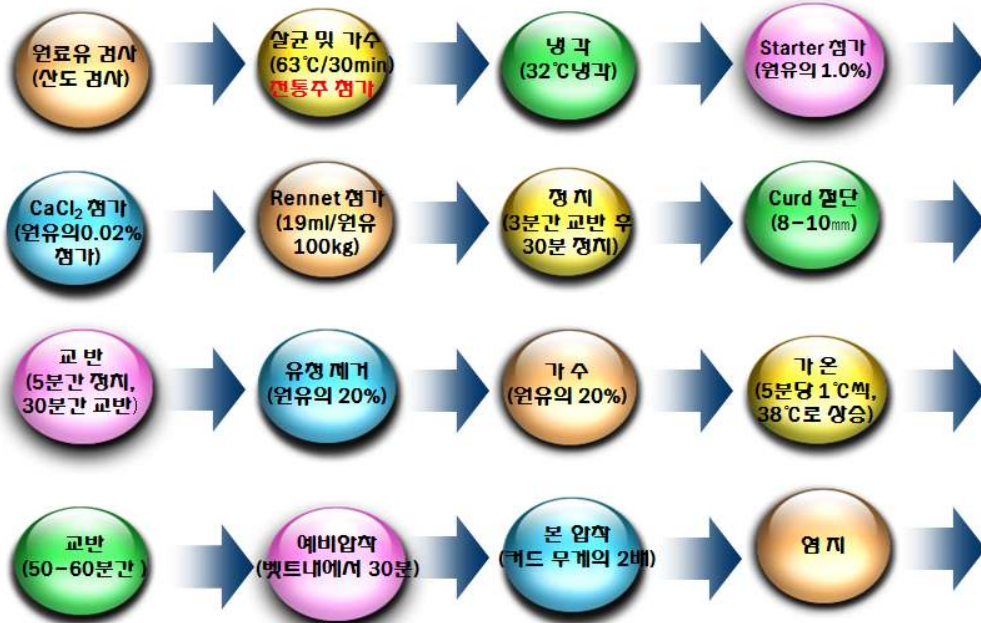 원료유 검사
(산도 검사)
살균 및 가수
(63℃/30min)
전통주 첨가
냉 각
(32℃냉각)
Starter 첨가
(원유의 1.0%)
CaCl₂ 첨가
(원유의0.02%
첨가)
Rennet 첨가
(19ml/원유
100kg)
정 치
(3분간 교반 후
30분 정치)
Curd 절단
(8-10㎜)
교 반
(5분간 정치,
30분간 교반)
유청 제거
(원유의 20%)
가 수
(원유의 20%)
가 온
(5분당 1℃씩,
38℃로 상승)
교반
(50-60분간 )
예비압착
(벳트내에서 30분)
본 압착
(커드 무게의 2배)
염 지